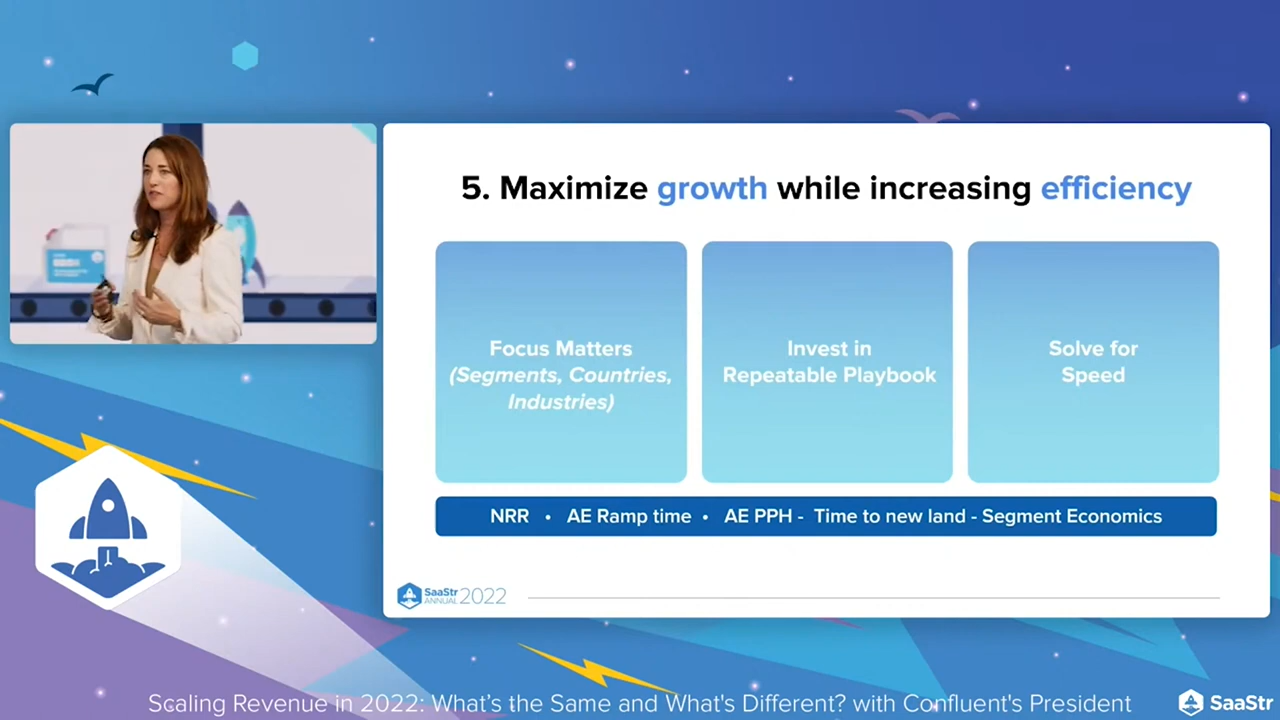 5. Maximize growth while increasing efficiency
Focus Matters
(Segments, Countries,
Industries)
Invest in
Repeatable Playbook
Solve for
Speed
NRR • AE Ramp time • AE PPH - Time to new land - Segment Economics
SaaStr
ANNUAL 2022
Scaling Revenue in 2022: What's the Same and What's Different? with Confluent's President
SaaStr